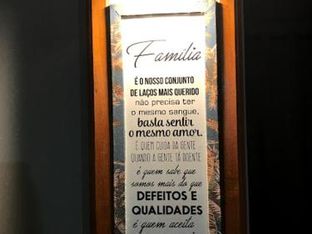 Família
É O NOSSO CONJUNTO
DE LAÇOS MAIS QUERIDO
não precisa ter
o mesmo sangue,
basta sentir
o mesmo amor.
É QUEM CUIDA DA GENTE
QUANDO A GENTE TÁ DOENTE
é quem sabe que
somos mais do que
DEFEITOS E
QUALIDADES
é quem aceita